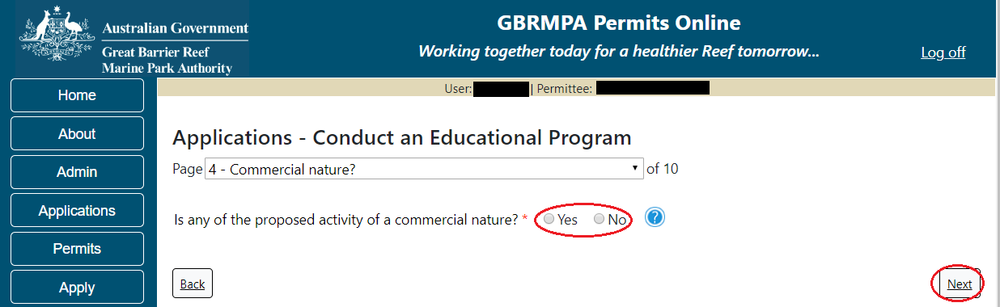 Australian Government
Great Barrier Reef
Marine Park Authority
GBRMPA Permits Online
Working together today for a healthier Reef tomorrow...
Log off
Home
About
Admin
Applications
Permits
Apply
User: | Permittee:
Applications - Conduct an Educational Program
Page 4 - Commercial nature? of 10
Is any of the proposed activity of a commercial nature? * Yes No ?
Back
Next